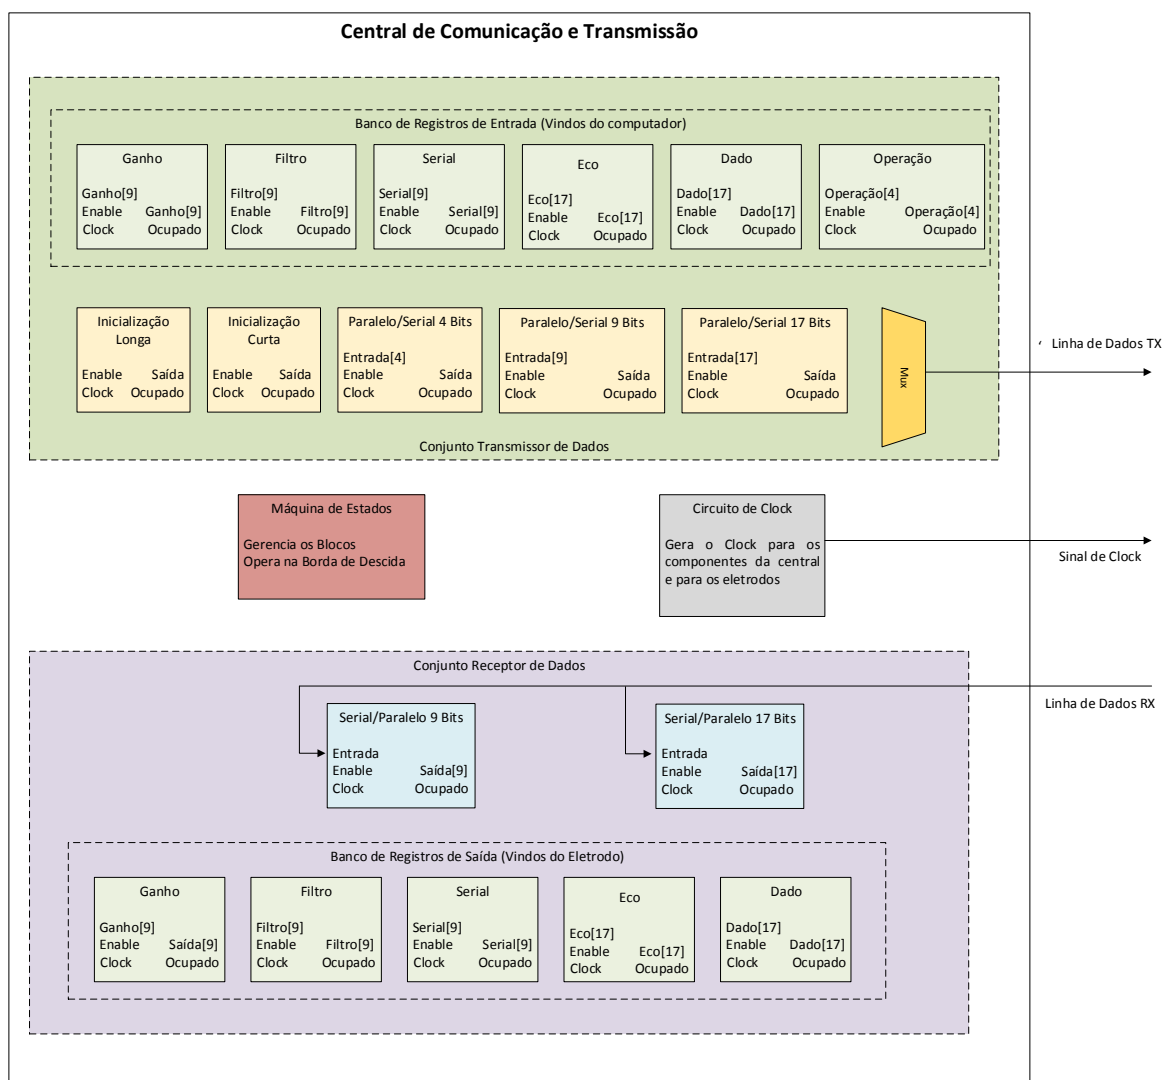 Central de Comunicação e Transmissão
Banco de Registros de Entrada (Vindos do computador)
Ganho
Ganho[9]
Enable Ganho[9]
Clock Ocupado
Filtro
Filtro[9]
Enable Filtro[9]
Clock Ocupado
Serial
Serial[9]
Enable Serial[9]
Clock Ocupado
Eco
Eco[17]
Enable Eco[17]
Clock Ocupado
Dado
Dado[17]
Enable Dado[17]
Clock Ocupado
Operação
Operação[4]
Enable Operação[4]
Clock Ocupado
Inicialização
Longa
Enable Saída
Clock Ocupado
Inicialização
Curta
Enable Saída
Clock Ocupado
Paralelo/Serial 4 Bits
Entrada[4]
Enable Saída
Clock Ocupado
Paralelo/Serial 9 Bits
Entrada[9]
Enable Saída
Clock Ocupado
Paralelo/Serial 17 Bits
Entrada[17]
Enable Saída
Clock Ocupado
Mux
Linha de Dados TX
Conjunto Transmissor de Dados
Máquina de Estados
Gerencia os Blocos
Opera na Borda de Descida
Circuito de Clock
Gera o Clock para os
componentes da central
e para os eletrodos
Sinal de Clock
Conjunto Receptor de Dados
Linha de Dados RX
Serial/Paralelo 9 Bits
Entrada
Enable Saída[9]
Clock Ocupado
Serial/Paralelo 17 Bits
Entrada
Enable Saída[17]
Clock Ocupado
Banco de Registros de Saída (Vindos do Eletrodo)
Ganho
Ganho[9]
Enable Saída[9]
Clock Ocupado
Filtro
Filtro[9]
Enable Filtro[9]
Clock Ocupado
Serial
Serial[9]
Enable Serial[9]
Clock Ocupado
Eco
Eco[17]
Enable Eco[17]
Clock Ocupado
Dado
Dado[17]
Enable Dado[17]
Clock Ocupado